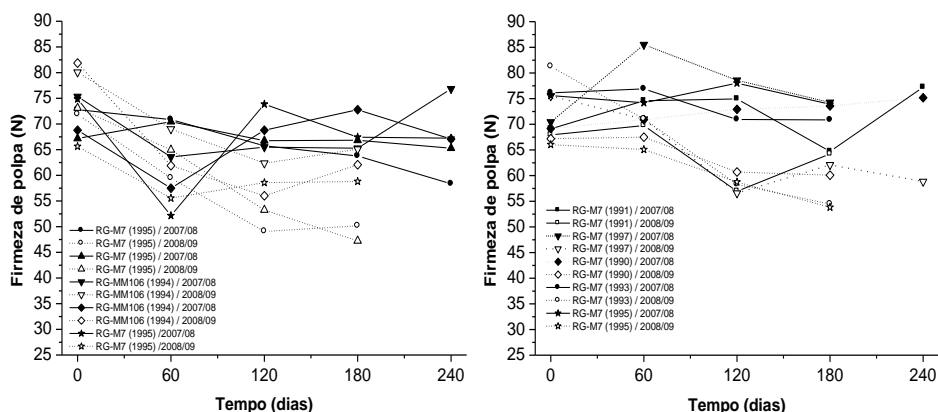 90
85
80
75
70
65
60
55
50
45
40
35
30
25
Firmeza de polpa (N)
RG-M7 (1995) / 2007/08
RG-M7 (1995) / 2008/09
RG-M7 (1995) / 2007/08
RG-M7 (1995) / 2008/09
RG-MM106 (1994) / 2007/08
RG-MM106 (1994) / 2008/09
RG-MM106 (1994) / 2007/08
RG-MM106 (1994) / 2008/09
RG-M7 (1995) /2007/08
RG-M7 (1995) /2008/09
0 60 120 180 240
Tempo (dias)
90
85
80
75
70
65
60
55
50
45
40
35
30
25
Firmeza de polpa (N)
RG-M7 (1991) / 2007/08
RG-M7 (1991) / 2008/09
RG-M7 (1997) / 2007/08
RG-M7 (1997) / 2008/09
RG-M7 (1990) / 2007/08
RG-M7 (1990) / 2008/09
RG-M7 (1993) / 2007/08
RG-M7 (1993) / 2008/09
RG-M7 (1995) / 2007/08
RG-M7 (1995) / 2008/09
0 60 120 180 240
Tempo (dias)